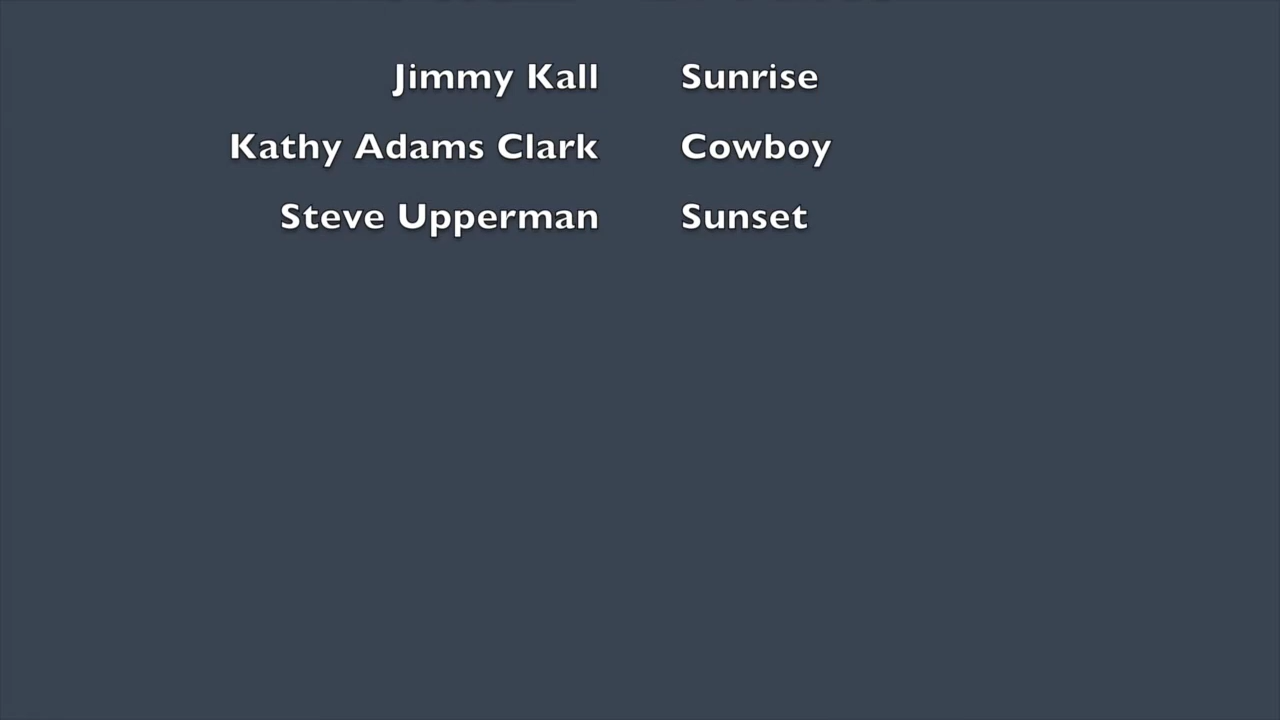 Jimmy Kall Sunrise
Kathy Adams Clark Cowboy
Steve Upperman Sunset